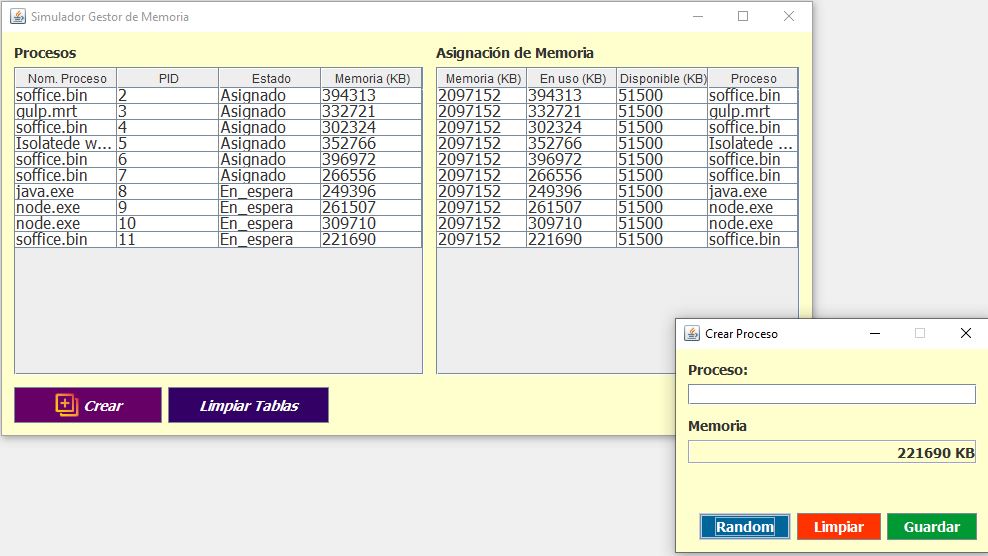 Simulador Gestor de Memoria
Procesos
Nom. Proceso PID Estado Memoria (KB)
soffice.bin 2 Asignado 394313
gulp.mrt 3 Asignado 332721
soffice.bin 4 Asignado 302324
Isolatede w... 5 Asignado 352766
soffice.bin 6 Asignado 396972
soffice.bin 7 Asignado 266556
java.exe 8 En_espera 249396
node.exe 9 En_espera 261507
node.exe 10 En_espera 309710
soffice.bin 11 En_espera 221690
Asignación de Memoria
Memoria (KB) En uso (KB) Disponible (KB) Proceso
2097152 394313 51500 soffice.bin
2097152 332721 51500 gulp.mrt
2097152 302324 51500 soffice.bin
2097152 352766 51500 Isolatede ...
2097152 396972 51500 soffice.bin
2097152 266556 51500 soffice.bin
2097152 249396 51500 java.exe
2097152 261507 51500 node.exe
2097152 309710 51500 node.exe
2097152 221690 51500 soffice.bin
Crear Limpiar Tablas
Crear Proceso
Proceso:
Memoria
221690 KB
Random Limpiar Guardar